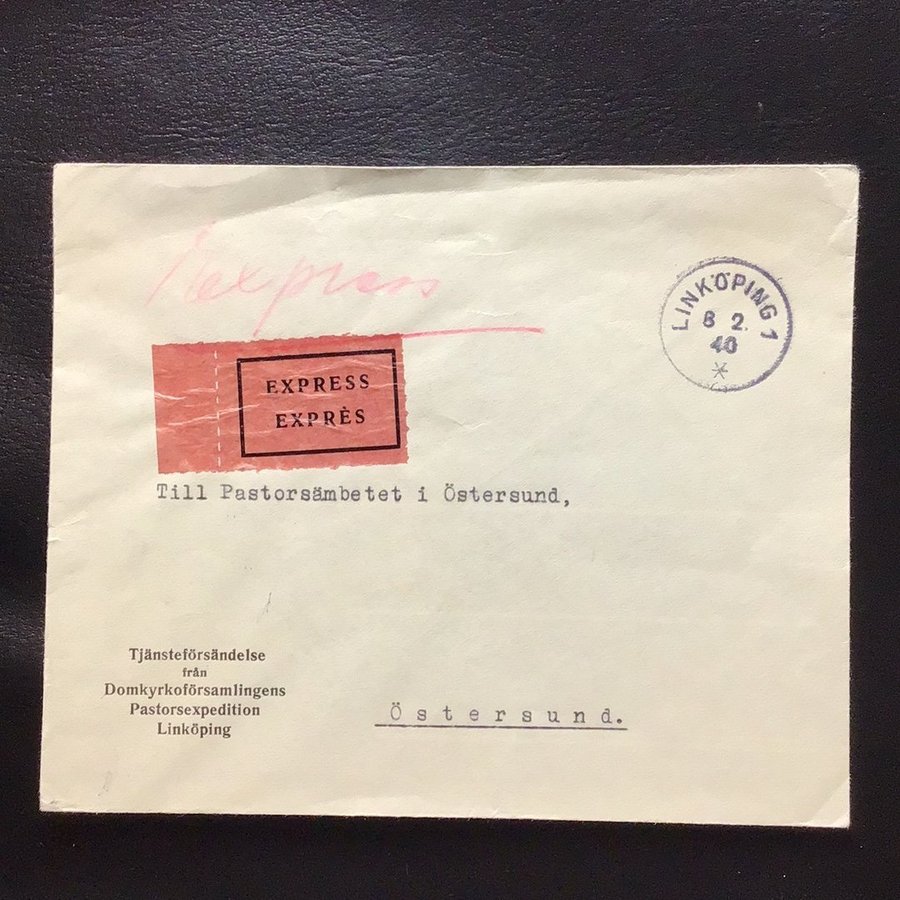 express
LINKÖPING 1
8 2.
40
EXPRESS
EXPRÈS
Till Pastorsämbetet i Östersund,
Tjänsteförsändelse
från
Domkyrkoförsamlingens
Pastorsexpedition
Linköping
Östersund.